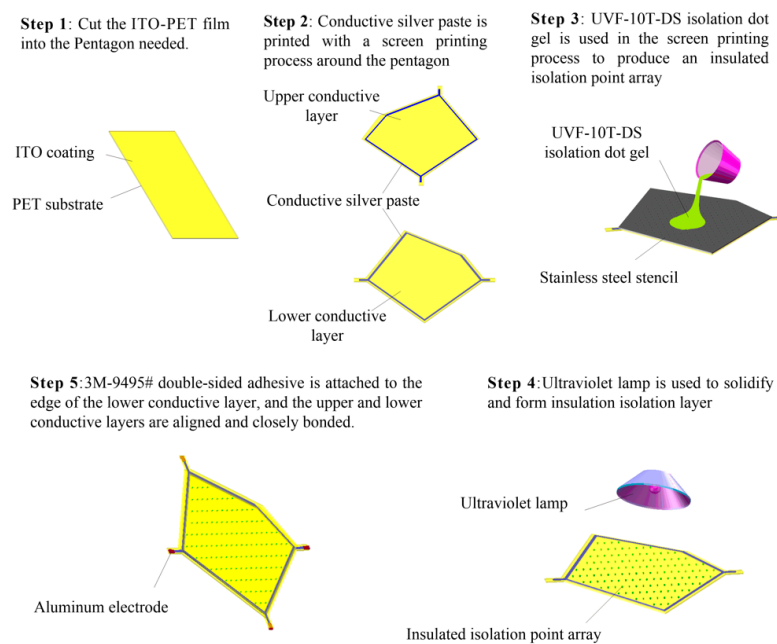 Step 1: Cut the ITO-PET film
into the Pentagon needed.
ITO coating
PET substrate
Step 2: Conductive silver paste is
printed with a screen printing
process around the pentagon
Upper conductive
layer
Conductive silver paste
Lower conductive
layer
Step 3: UVF-10T-DS isolation dot
gel is used in the screen printing
process to produce an insulated
isolation point array
UVF-10T-DS
isolation dot gel
Stainless steel stencil
Step 5:3M-9495# double-sided adhesive is attached to the
edge of the lower conductive layer, and the upper and lower
conductive layers are aligned and closely bonded.
Aluminum electrode
Step 4:Ultraviolet lamp is used to solidify
and form insulation isolation layer
Ultraviolet lamp
Insulated isolation point array